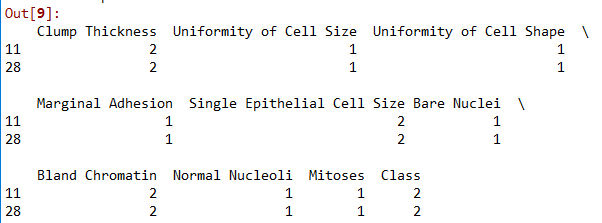 Out[9]:
Clump Thickness Uniformity of Cell Size Uniformity of Cell Shape \
11 2 1 1
28 2 1 1
Marginal Adhesion Single Epithelial Cell Size Bare Nuclei \
11 1 2 1
28 1 2 1
Bland Chromatin Normal Nucleoli Mitoses Class
11 2 1 1 2
28 2 1 1 2